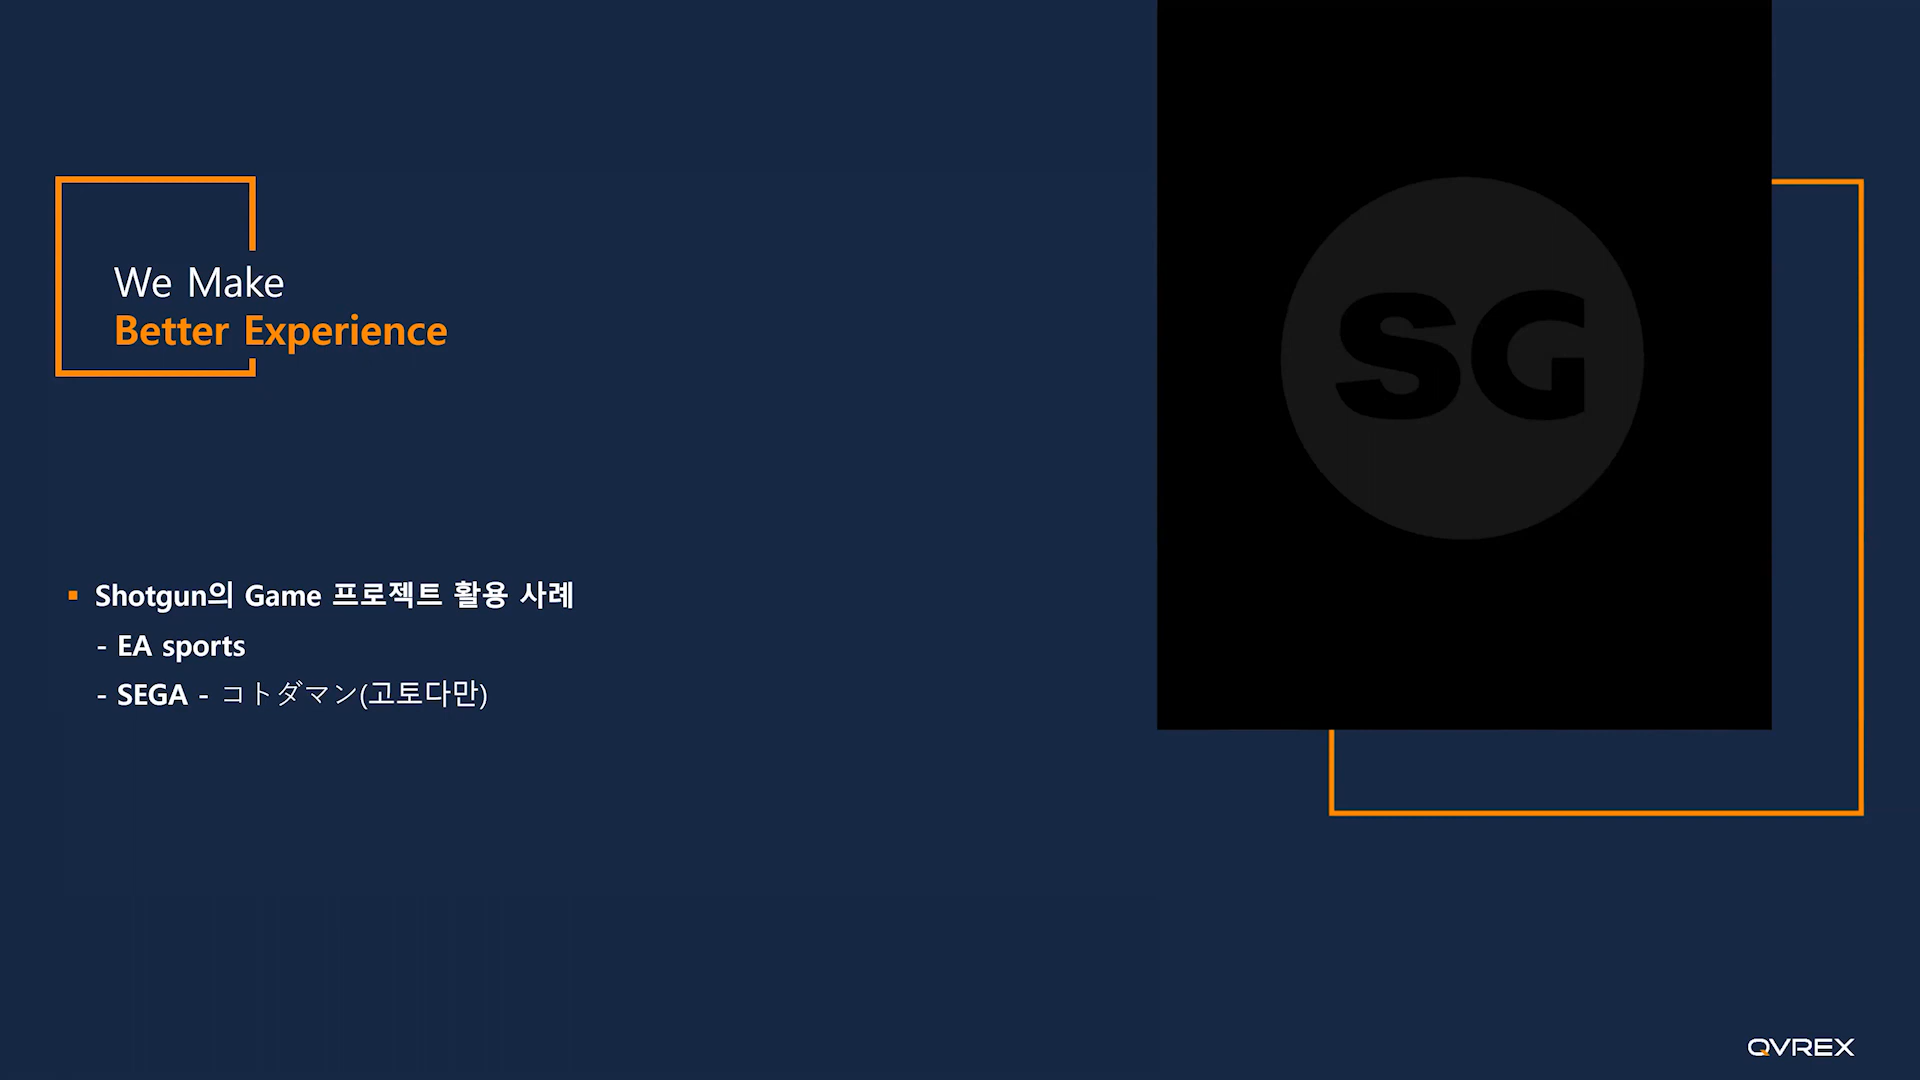 We Make
Better Experience
SG
▪ Shotgun의 Game 프로젝트 활용 사례
- EA sports
- SEGA - コトダマン(고토다만)
QVREX